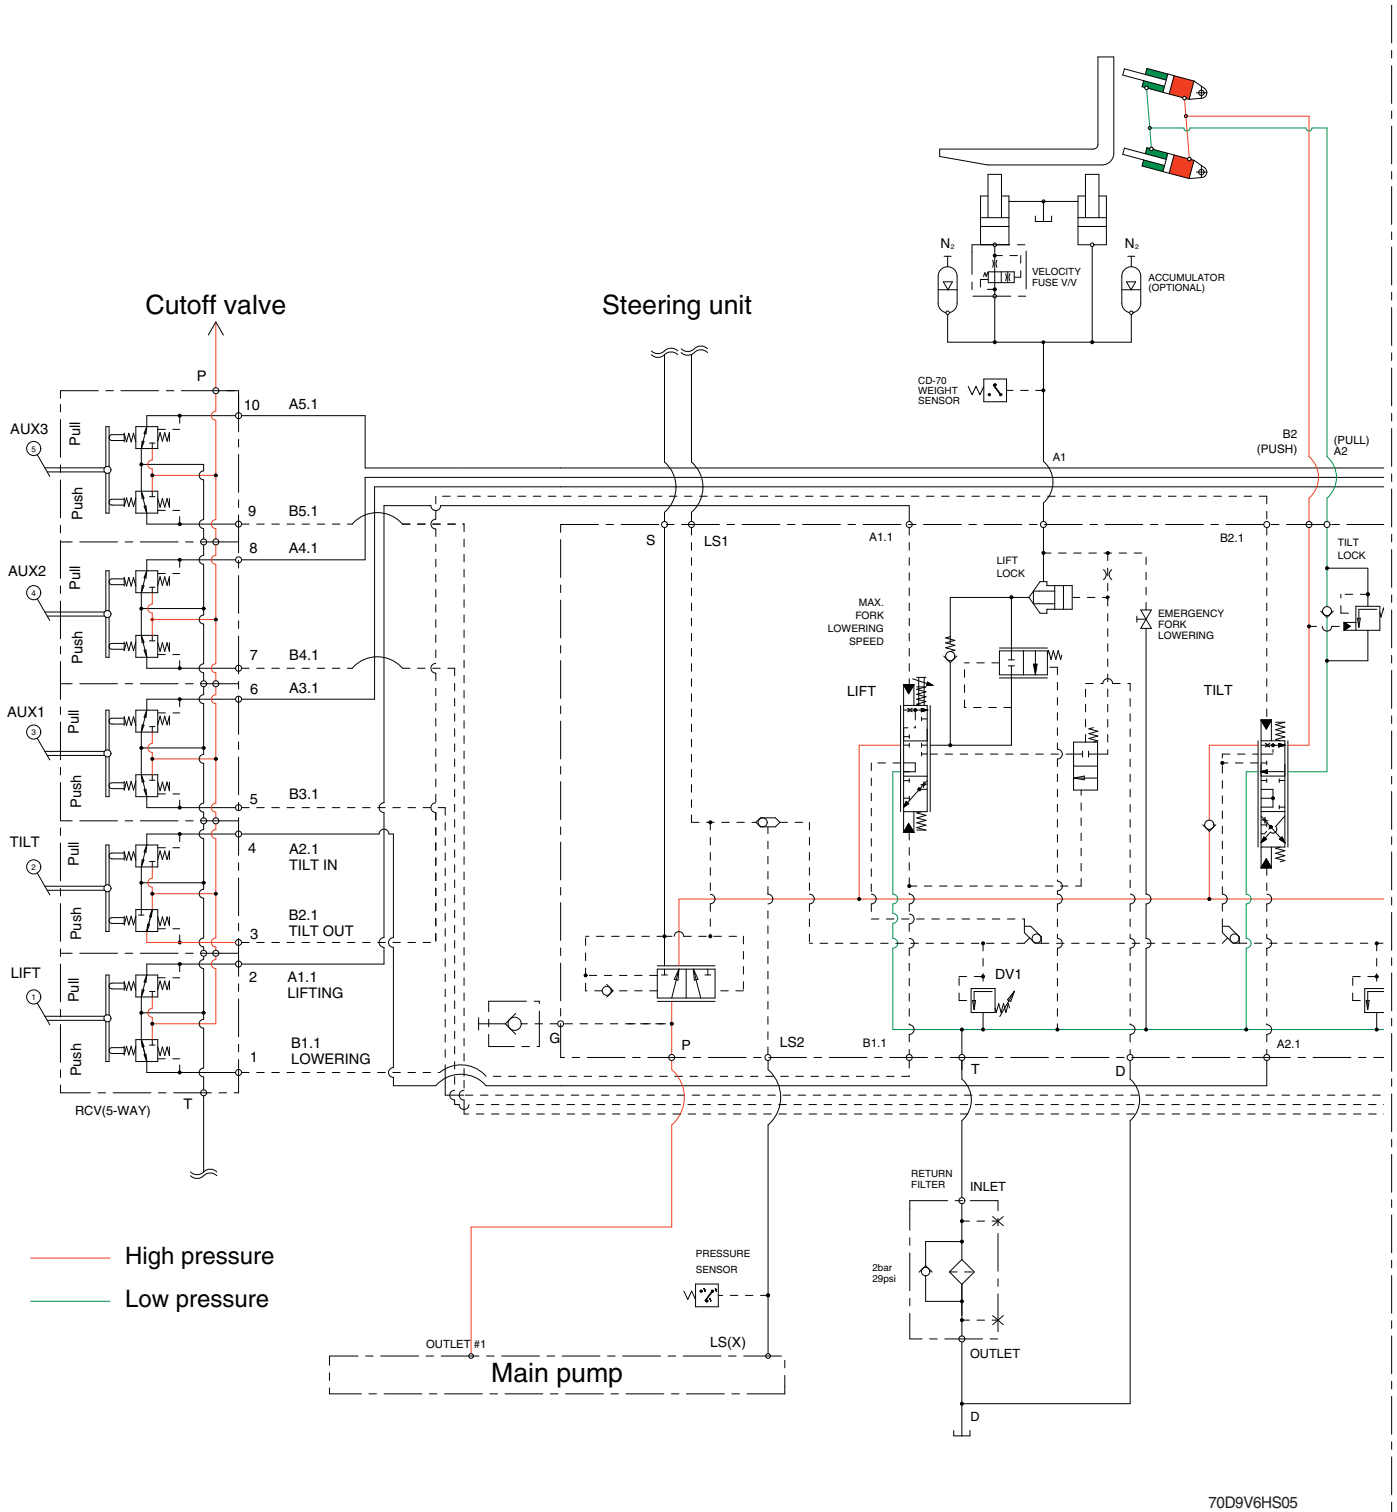 Cutoff valve
Steering unit
N2
N2
VELOCITY
FUSE V/V
ACCUMULATOR
(OPTIONAL)
CD-70
WEIGHT
SENSOR
P
10 A5.1
AUX3
5
Pull
Push
9 B5.1
8 A4.1
AUX2
4
Pull
Push
7 B4.1
6 A3.1
AUX1
3
Pull
Push
5 B3.1
4 A2.1
TILT IN
TILT
2
Pull
Push
B2.1
TILT OUT
3
2 A1.1
LIFTING
LIFT
1
Pull
Push
1 B1.1
LOWERING
T
RCV(5-WAY)
A1
B2
(PUSH)
(PULL)
A2
S
LS1
A1.1
B2.1
TILT
LOCK
LIFT
LOCK
MAX.
FORK
LOWERING
SPEED
EMERGENCY
FORK
LOWERING
LIFT
TILT
DV1
G
P
LS2
B1.1
T
D
A2.1
RETURN
FILTER
INLET
2bar
29psi
OUTLET
D
High pressure
Low pressure
PRESSURE
SENSOR
OUTLET #1
LS(X)
Main pump
70D9V6HS05